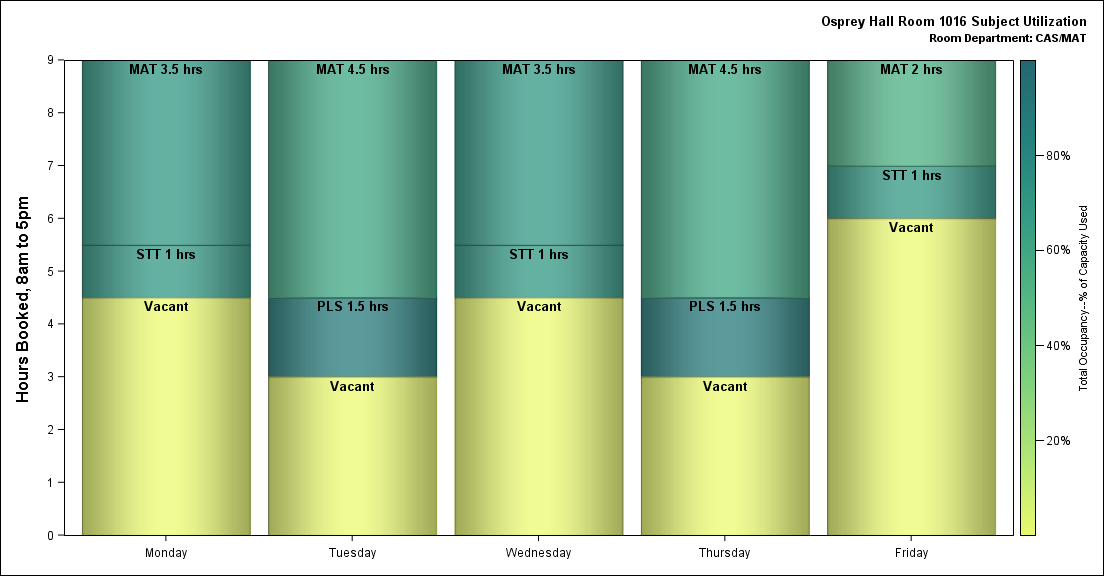 Osprey Hall Room 1016 Subject Utilization
Room Department: CAS/MAT
Hours Booked, 8am to 5pm
9
8
7
6
5
4
3
2
1
0
MAT 3.5 hrs
STT 1 hrs
Vacant
MAT 4.5 hrs
PLS 1.5 hrs
Vacant
MAT 3.5 hrs
STT 1 hrs
Vacant
MAT 4.5 hrs
PLS 1.5 hrs
Vacant
MAT 2 hrs
STT 1 hrs
Vacant
Monday
Tuesday
Wednesday
Thursday
Friday
80%
60%
40%
20%
Total Occupancy--% of Capacity Used